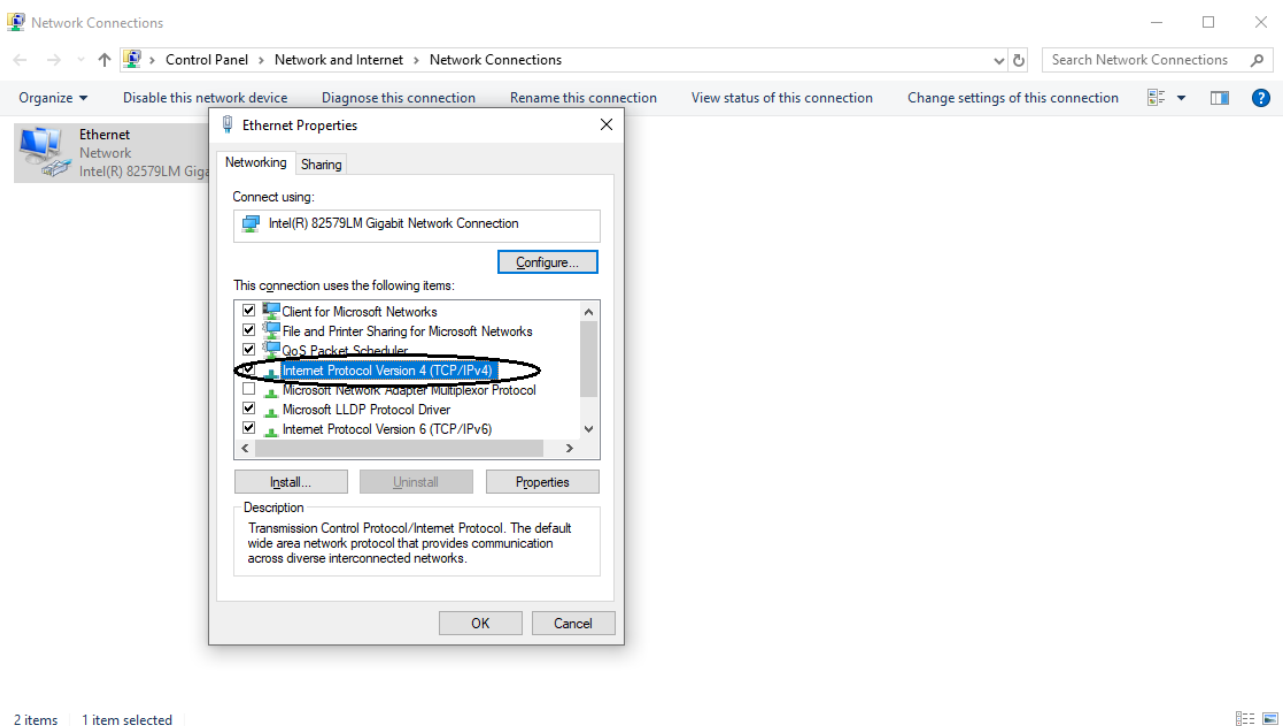 Network Connections
Control Panel > Network and Internet > Network Connections
Search Network Connections
Organize
Disable this network device
Diagnose this connection
Rename this connection
View status of this connection
Change settings of this connection
Ethernet
Network
Intel(R) 82579LM Giga
Ethernet Properties
Networking
Sharing
Connect using:
Intel(R) 82579LM Gigabit Network Connection
Configure...
This connection uses the following items:
Client for Microsoft Networks
File and Printer Sharing for Microsoft Networks
QoS Packet Scheduler
Internet Protocol Version 4 (TCP/IPv4)
Microsoft Network Adapter Multiplexor Protocol
Microsoft LLDP Protocol Driver
Internet Protocol Version 6 (TCP/IPv6)
Install...
Uninstall
Properties
Description
Transmission Control Protocol/Internet Protocol. The default
wide area network protocol that provides communication
across diverse interconnected networks.
OK
Cancel
2 items
1 item selected